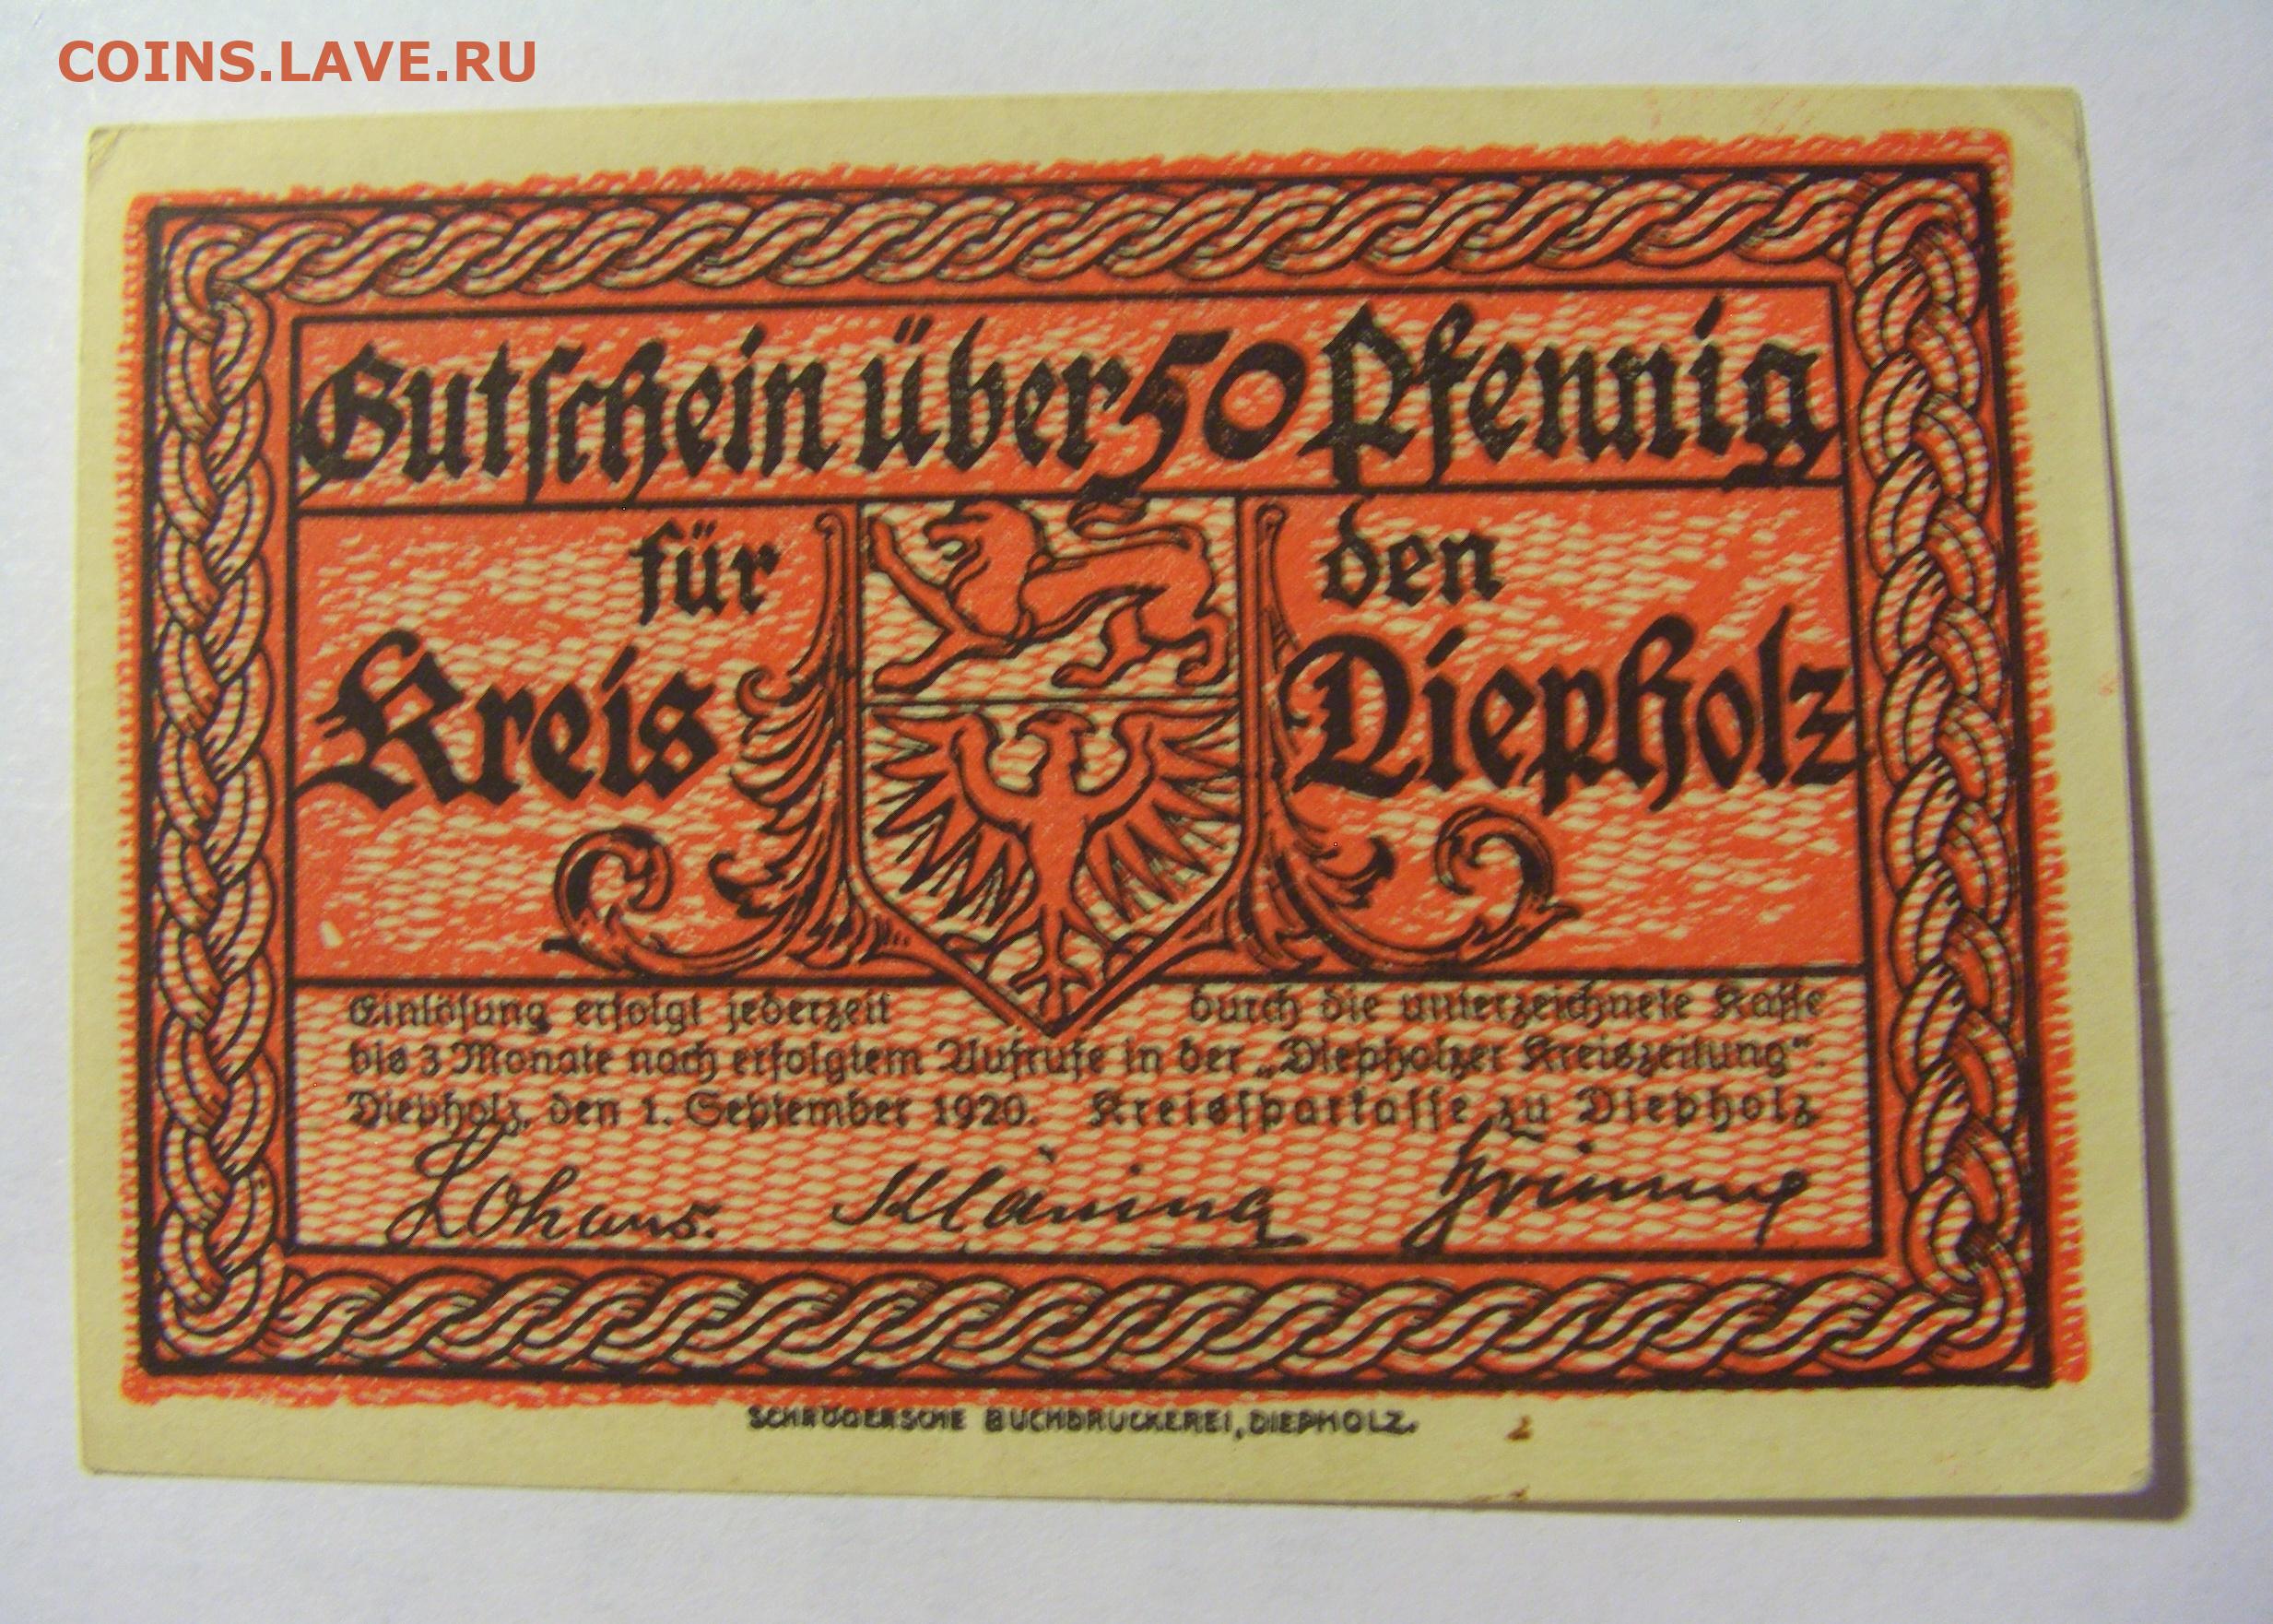 COINS.LAVE.RU
Gutschein über 50 Pfennig
für den
Kreis Diepholz
Einlösung erfolgt jederzeit durch die unterzeichnete Kasse
bis 3 Monate nach erfolgtem Aufrufe in der „Diepholzer Kreiszeitung“.
Diepholz, den 1. September 1920. Kreissparkasse zu Diepholz
Lohaus. Kläning
SCHRÖDERSCHE BUCHDRUCKEREI, DIEPHOLZ.